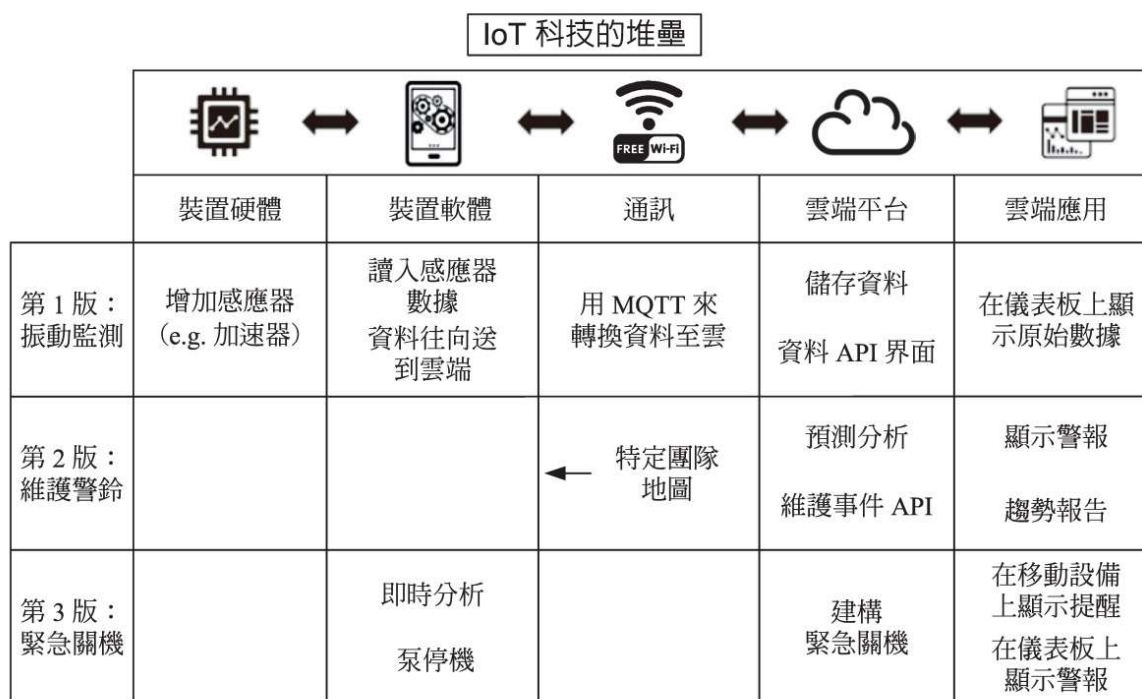 IoT 科技的堆壘
FREE Wi-Fi
裝置硬體 裝置軟體 通訊 雲端平台 雲端應用
第 1 版：
振動監測
增加感應器
（e.g. 加速器）
讀入感應器
數據
資料往向送
到雲端
用 MQTT 來
轉換資料至雲
儲存資料
資料 API 界面
在儀表板上顯
示原始數據
第 2 版：
維護警鈴
特定團隊
地圖
預測分析
維護事件 API
顯示警報
趨勢報告
第 3 版：
緊急關機
即時分析
泵停機
建構
緊急關機
在移動設備
上顯示提醒
在儀表板上
顯示警報